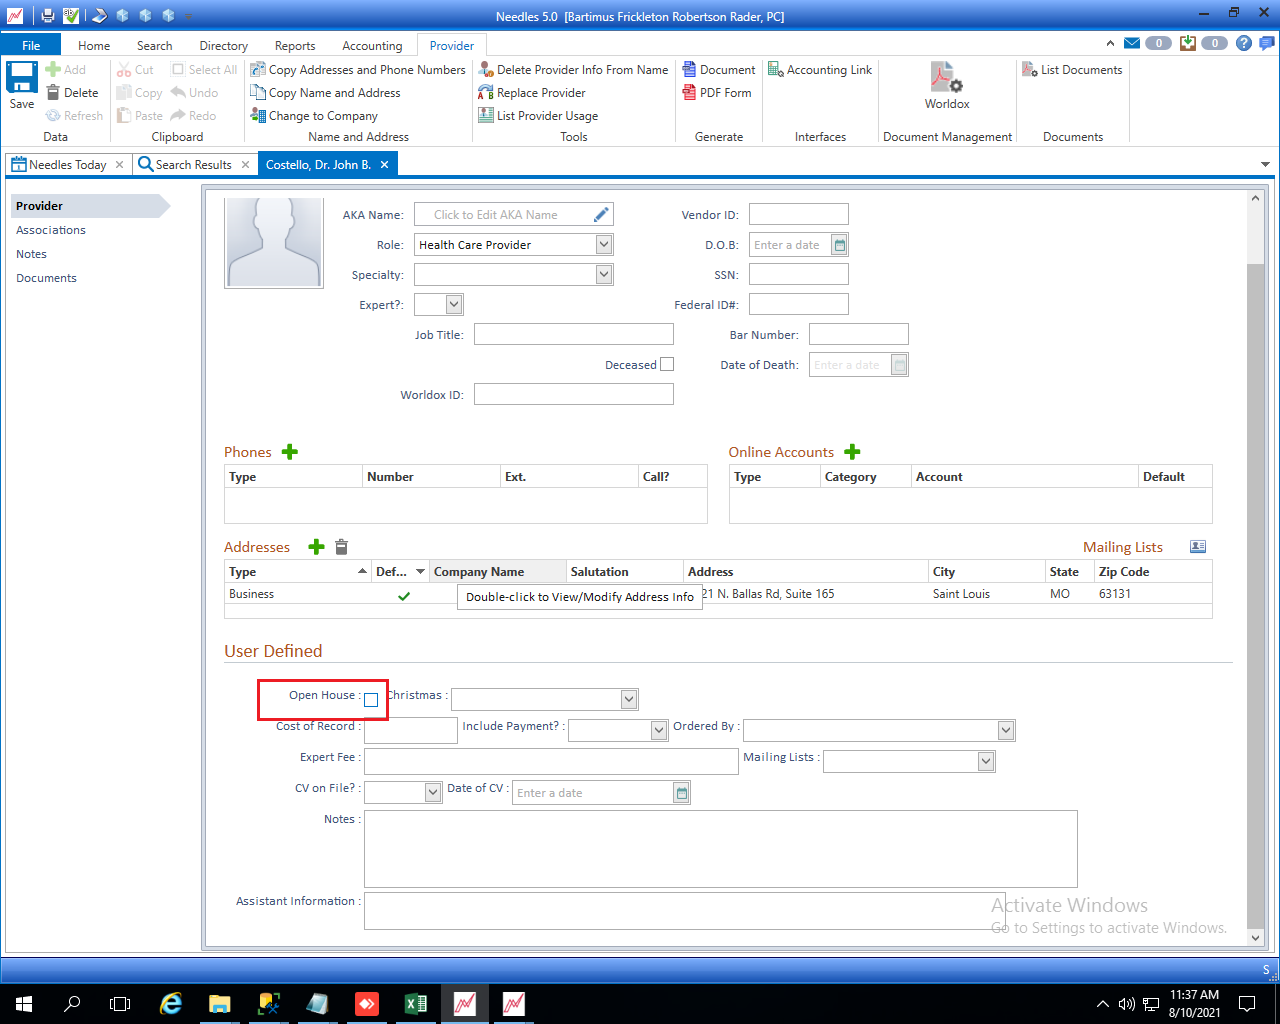 Needles 5.0 [Bartimus Frickleton Robertson Rader, PC]
File Home Search Directory Reports Accounting Provider 0 0
Save Add Cut Select All Copy Addresses and Phone Numbers Delete Provider Info From Name Document Accounting Link Worldox List Documents
Delete Copy Undo Copy Name and Address Replace Provider PDF Form
Refresh Paste Redo Change to Company List Provider Usage
Data Clipboard Name and Address Tools Generate Interfaces Document Management Documents
Needles Today Search Results Costello, Dr. John B.
Provider
Associations
Notes
Documents
AKA Name: Click to Edit AKA Name Vendor ID:
Role: Health Care Provider D.O.B: Enter a date
Specialty: SSN:
Expert?: Federal ID#:
Job Title: Bar Number:
Deceased Date of Death: Enter a date
Worldox ID:
Phones Online Accounts
Type Number Ext. Call? Type Category Account Default
Addresses Mailing Lists
Type Def... Company Name Salutation Address City State Zip Code
Business 21 N. Ballas Rd, Suite 165 Saint Louis MO 63131
Double-click to View/Modify Address Info
User Defined
Open House : Christmas :
Cost of Record : Include Payment? : Ordered By :
Expert Fee : Mailing Lists :
CV on File? : Date of CV : Enter a date
Notes :
Assistant Information :
Activate Windows
Go to Settings to activate Windows.
S
11:37 AM
8/10/2021